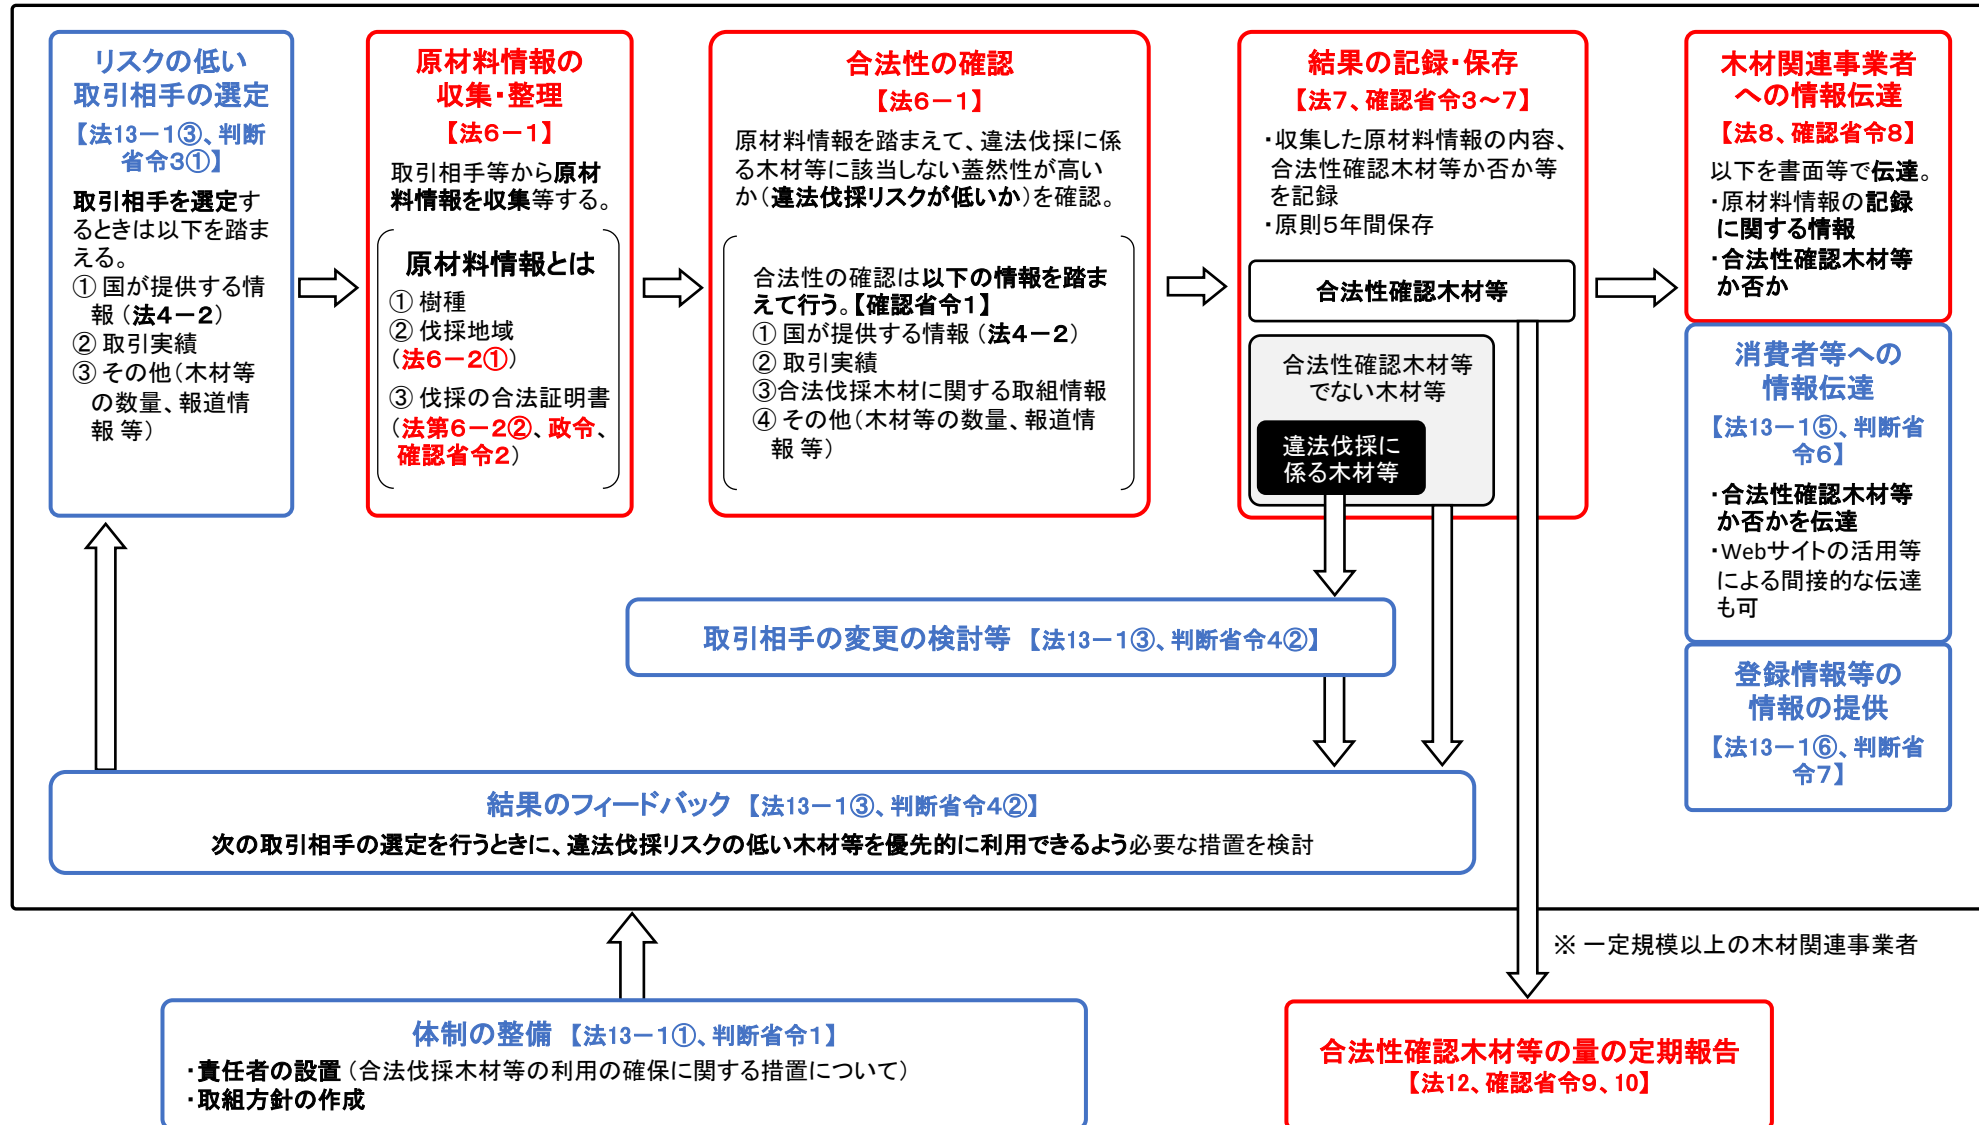 リスクの低い
取引相手の選定
【法13－1③、判断
省令3①】
取引相手を選定す
るときは以下を踏ま
える。
① 国が提供する情
報（法4－2）
② 取引実績
③ その他（木材等
の数量、報道情
報 等）
原材料情報の
収集・整理
【法6－1】
取引相手等から原材
料情報を収集等する。
原材料情報とは
① 樹種
② 伐採地域
（法6－2①）
③ 伐採の合法証明書
（法第6－2②、政令、
確認省令2）
合法性の確認
【法6－1】
原材料情報を踏まえて、違法伐採に係
る木材等に該当しない蓋然性が高い
か（違法伐採リスクが低いか）を確認。
合法性の確認は以下の情報を踏ま
えて行う。【確認省令1】
① 国が提供する情報（法4－2）
② 取引実績
③合法伐採木材に関する取組情報
④ その他（木材等の数量、報道情
報 等）
結果の記録・保存
【法7、確認省令3～7】
・収集した原材料情報の内容、
合法性確認木材等か否か等
を記録
・原則5年間保存
合法性確認木材等
合法性確認木材等
でない木材等
違法伐採に
係る木材等
木材関連事業者
への情報伝達
【法8、確認省令8】
以下を書面等で伝達。
・原材料情報の記録
に関する情報
・合法性確認木材等
か否か
消費者等への
情報伝達
【法13－1⑤、判断省
令6】
・合法性確認木材等
か否かを伝達
・Webサイトの活用等
による間接的な伝達
も可
登録情報等の
情報の提供
【法13－1⑥、判断省
令7】
取引相手の変更の検討等 【法13－1③、判断省令4②】
結果のフィードバック 【法13－1③、判断省令4②】
次の取引相手の選定を行うときに、違法伐採リスクの低い木材等を優先的に利用できるよう必要な措置を検討
※ 一定規模以上の木材関連事業者
体制の整備 【法13－1①、判断省令1】
・責任者の設置（合法伐採木材等の利用の確保に関する措置について）
・取組方針の作成
合法性確認木材等の量の定期報告
【法12、確認省令9、10】